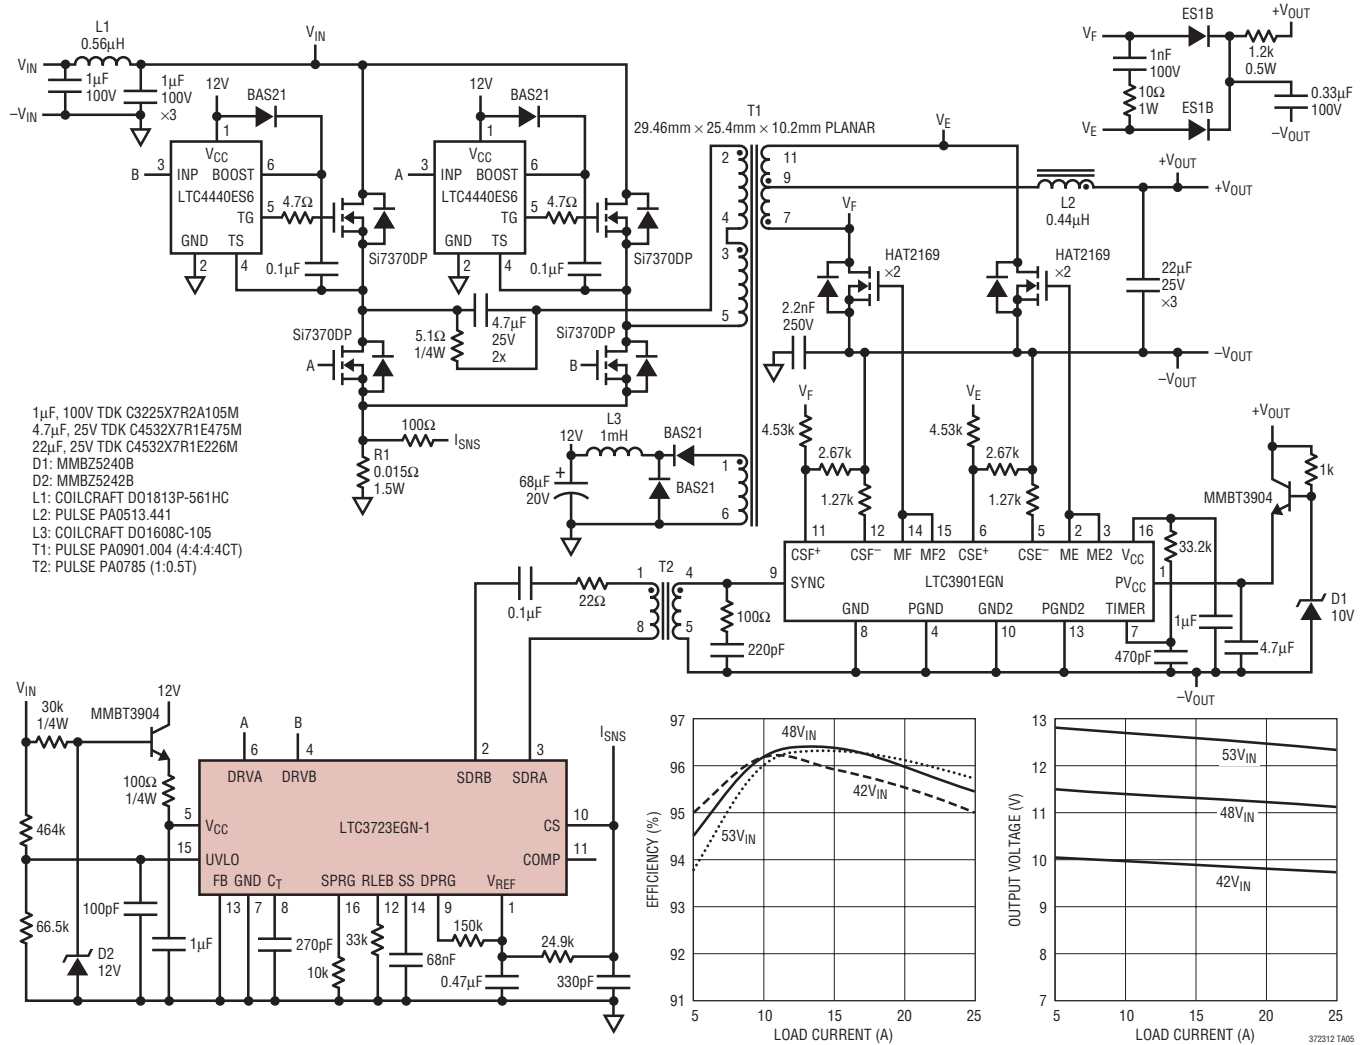 L1
0.56µH
VIN
1µF
100V
1µF
100V
×3
–VIN
VIN
12V
BAS21
1
VCC
B
3
INP
BOOST
6
LTC4440ES6
TG
5
4.7Ω
GND
TS
2
4
0.1µF
Si7370DP
12V
BAS21
1
VCC
A
3
INP
BOOST
6
LTC4440ES6
TG
5
4.7Ω
GND
TS
2
4
0.1µF
Si7370DP
Si7370DP
A
5.1Ω
1/4W
4.7µF
25V
2x
Si7370DP
B
100Ω
ISNS
R1
0.015Ω
1.5W
T1
29.46mm × 25.4mm × 10.2mm PLANAR
2
4
3
5
1
6
11
9
7
VE
VF
L2
0.44µH
+VOUT
+VOUT
HAT2169
×2
HAT2169
×2
22µF
25V
×3
2.2nF
250V
–VOUT
–VOUT
VF
1nF
100V
10Ω
1W
VE
ES1B
ES1B
+VOUT
1.2k
0.5W
0.33µF
100V
–VOUT
L3
1mH
12V
BAS21
BAS21
68µF
20V
+
VF
4.53k
2.67k
1.27k
VE
4.53k
2.67k
1.27k
+VOUT
1k
MMBT3904
11
12
14
15
6
5
2
3
16
CSF+
CSF–
MF
MF2
CSE+
CSE–
ME
ME2
VCC
33.2k
9
SYNC
LTC3901EGN
PVCC
1
GND
PGND
GND2
PGND2
TIMER
8
4
10
13
7
1µF
470pF
4.7µF
D1
10V
–VOUT
1µF, 100V TDK C3225X7R2A105M
4.7µF, 25V TDK C4532X7R1E475M
22µF, 25V TDK C4532X7R1E226M
D1: MMBZ5240B
D2: MMBZ5242B
L1: COILCRAFT DO1813P-561HC
L2: PULSE PA0513.441
L3: COILCRAFT DO1608C-105
T1: PULSE PA0901.004 (4:4:4:4CT)
T2: PULSE PA0785 (1:0.5T)
0.1µF
22Ω
T2
1
8
4
5
100Ω
220pF
VIN
30k
1/4W
MMBT3904
12V
100Ω
1/4W
464k
66.5k
100pF
D2
12V
1µF
A
B
6
4
2
3
DRVA
DRVB
SDRB
SDRA
5
VCC
LTC3723EGN-1
CS
10
ISNS
15
UVLO
COMP
11
FB
GND
CT
SPRG
RLEB
SS
DPRG
VREF
13
7
8
16
12
14
9
1
270pF
10k
33k
68nF
150k
0.47µF
24.9k
330pF
97
96
95
94
93
92
91
EFFICIENCY (%)
48VIN
42VIN
53VIN
5
10
15
20
25
LOAD CURRENT (A)
13
12
11
10
9
8
7
OUTPUT VOLTAGE (V)
53VIN
48VIN
42VIN
5
10
15
20
25
LOAD CURRENT (A)
372312 TA05